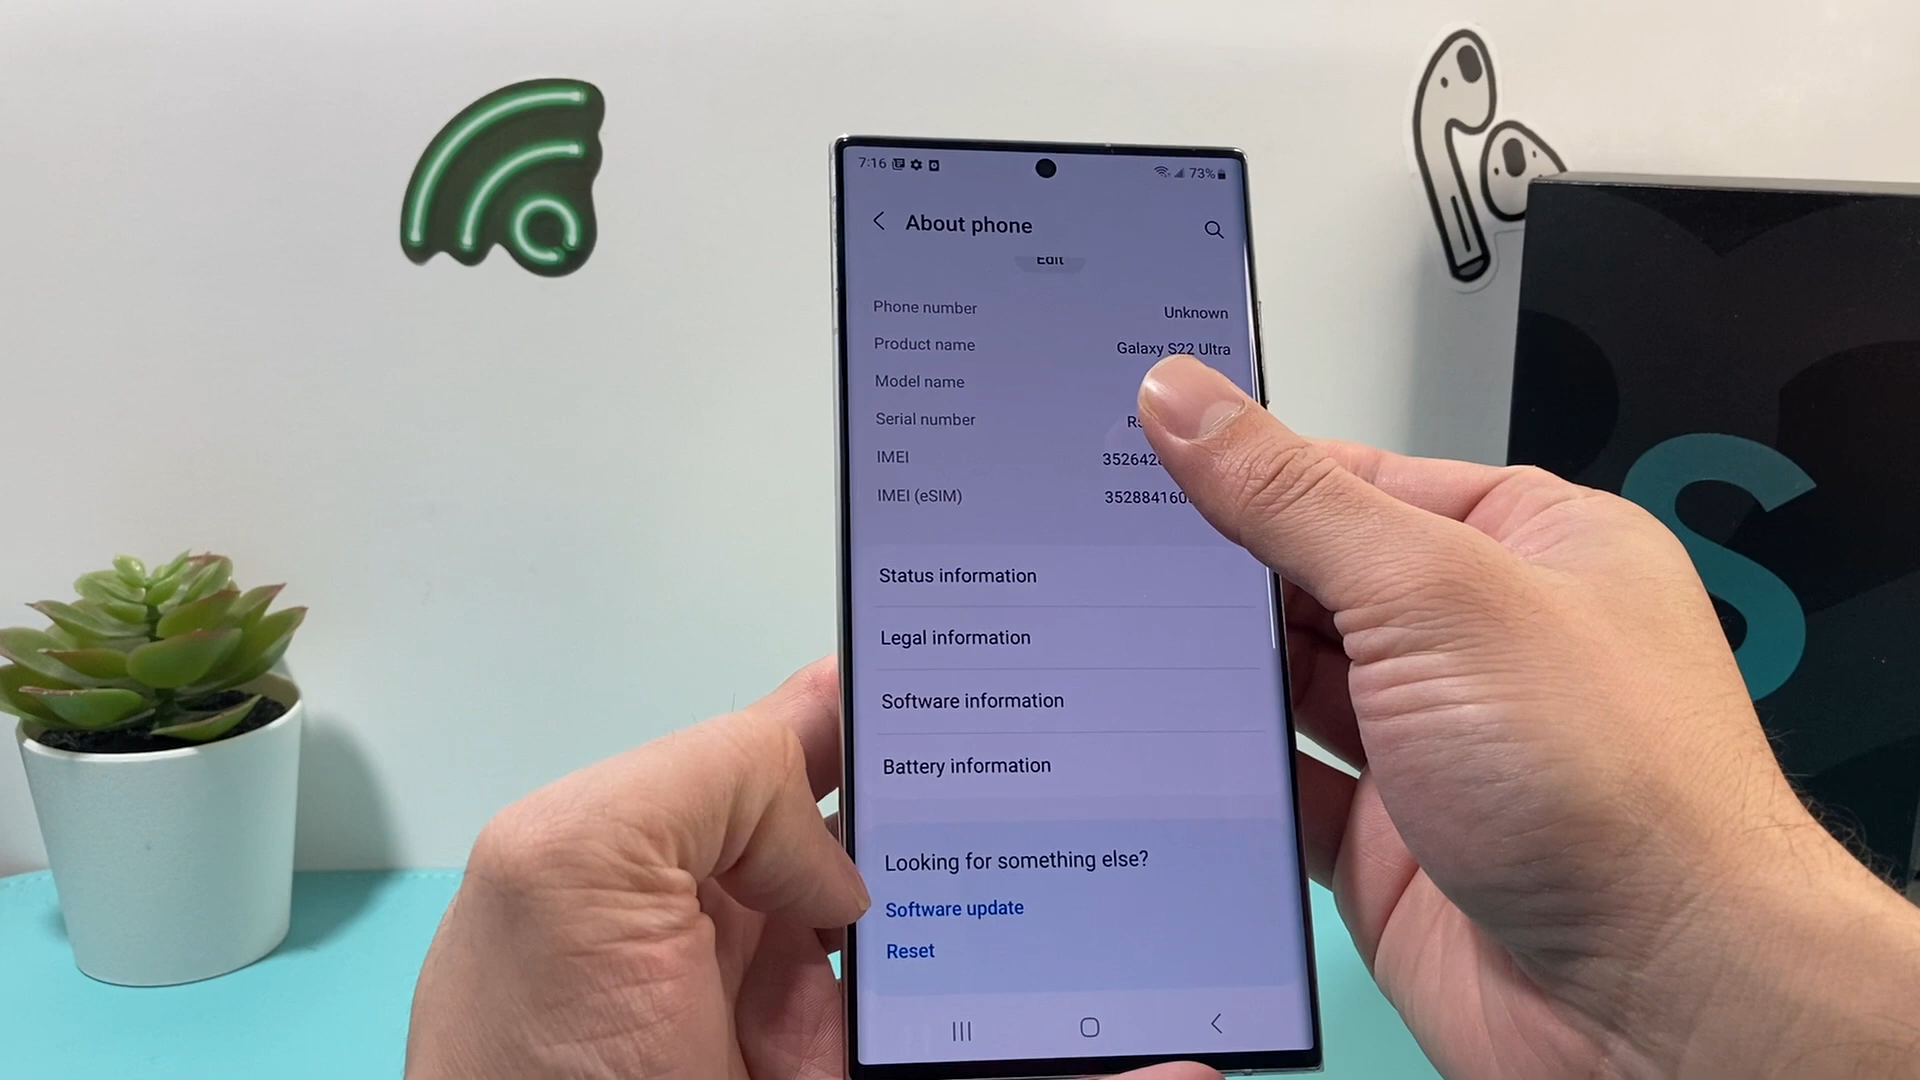 7:16 73%
About phone
Edit
Phone number Unknown
Product name Galaxy S22 Ultra
Model name
Serial number
IMEI
IMEI (eSIM)
Status information
Legal information
Software information
Battery information
Looking for something else?
Software update
Reset
S